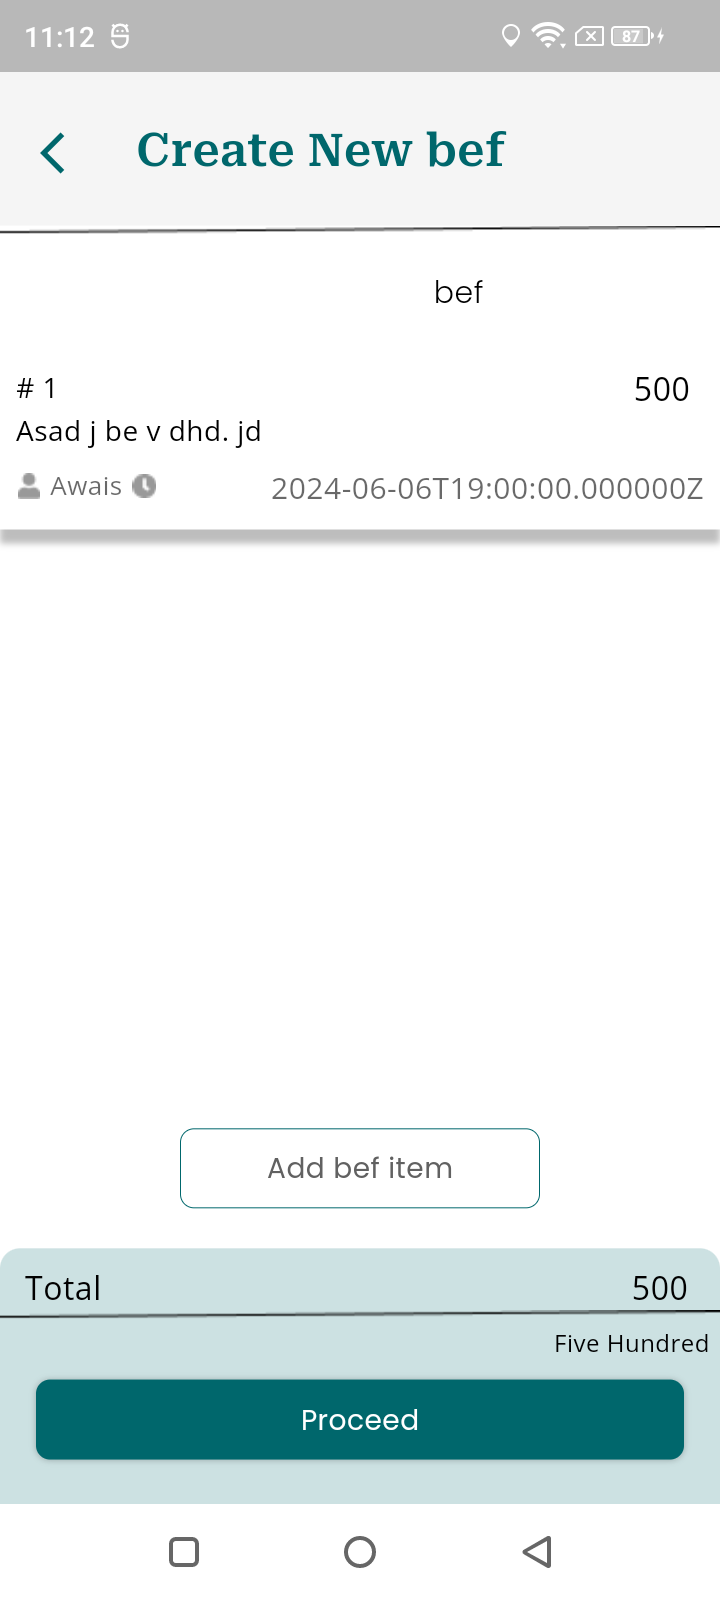 11:12
87
Create New bef
bef
# 1
500
Asad j be v dhd. jd
Awais
2024-06-06T19:00:00.000000Z
Add bef item
Total
500
Five Hundred
Proceed